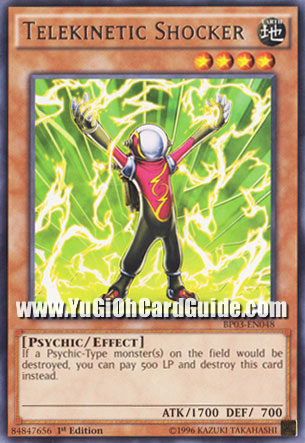 TELEKINETIC SHOCKER
EARTH
地
www.YuGiOhCardGuide.com
BP03-EN048
[PSYCHIC/EFFECT]
If a Psychic-Type monster(s) on the field would be
destroyed, you can pay 500 LP and destroy this card
instead.
ATK/1700 DEF/ 700
84847656 1st Edition ©1996 KAZUKI TAKAHASHI